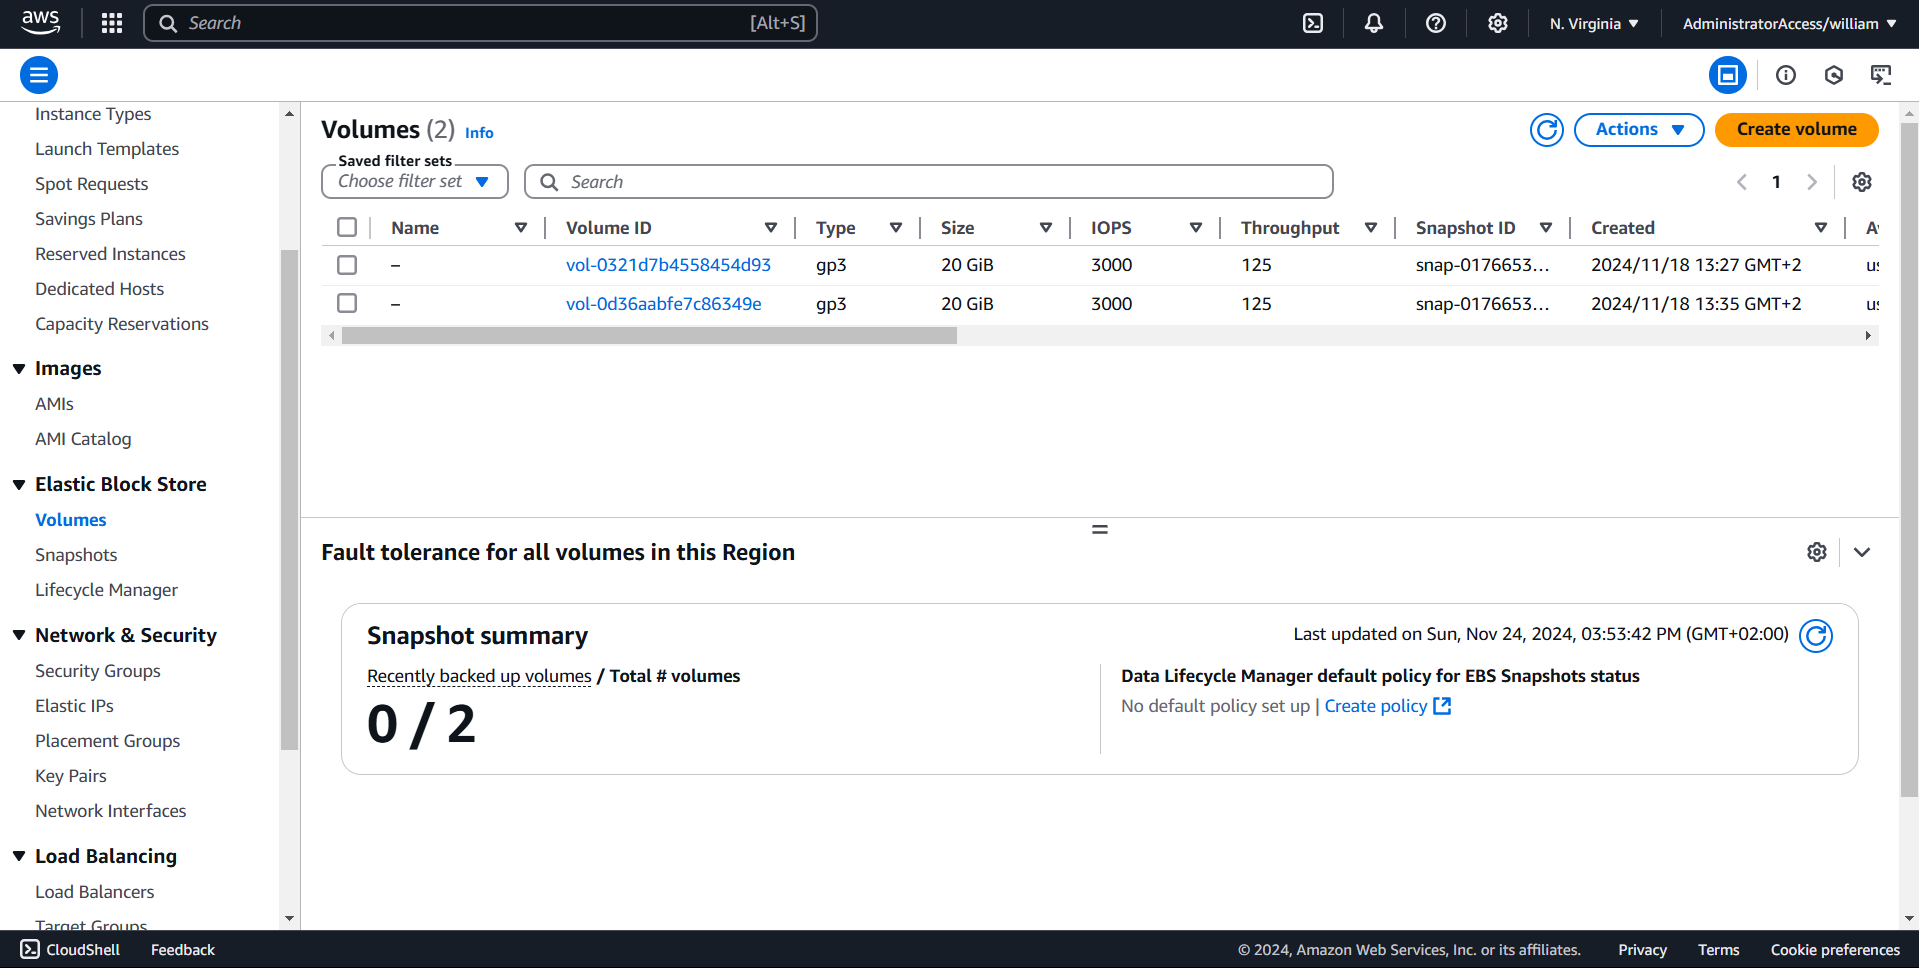 aws
Search [Alt+S]
N. Virginia
AdministratorAccess/william
Instance Types
Launch Templates
Spot Requests
Savings Plans
Reserved Instances
Dedicated Hosts
Capacity Reservations
Images
AMIs
AMI Catalog
Elastic Block Store
Volumes
Snapshots
Lifecycle Manager
Network & Security
Security Groups
Elastic IPs
Placement Groups
Key Pairs
Network Interfaces
Load Balancing
Load Balancers
Target Groups
Volumes (2) Info
Actions
Create volume
Saved filter sets
Choose filter set
Search
1
Name Volume ID Type Size IOPS Throughput Snapshot ID Created
– vol-0321d7b4558454d93 gp3 20 GiB 3000 125 snap-0176653... 2024/11/18 13:27 GMT+2 us
– vol-0d36aabfe7c86349e gp3 20 GiB 3000 125 snap-0176653... 2024/11/18 13:35 GMT+2 us
Fault tolerance for all volumes in this Region
Snapshot summary
Last updated on Sun, Nov 24, 2024, 03:53:42 PM (GMT+02:00)
Recently backed up volumes / Total # volumes
0 / 2
Data Lifecycle Manager default policy for EBS Snapshots status
No default policy set up | Create policy
CloudShell Feedback © 2024, Amazon Web Services, Inc. or its affiliates. Privacy Terms Cookie preferences